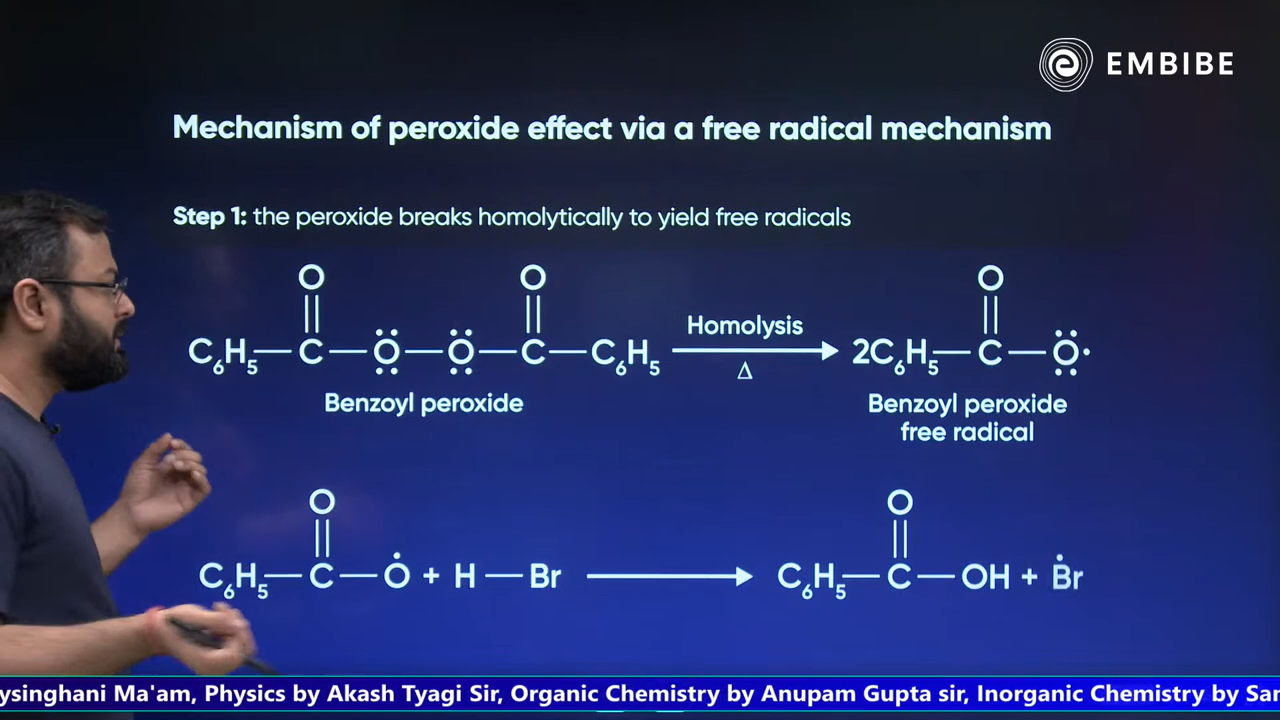 EMBIBE
Mechanism of peroxide effect via a free radical mechanism
Step 1: the peroxide breaks homolytically to yield free radicals
O O O
C₆H₅—C—O—O—C—C₆H₅ Homolysis Δ 2C₆H₅—C—O·
Benzoyl peroxide
Benzoyl peroxide
free radical
O O
C₆H₅—C—Ȯ + H—Br C₆H₅—C—OH + Ḃr
ysinghani Ma'am, Physics by Akash Tyagi Sir, Organic Chemistry by Anupam Gupta sir, Inorganic Chemistry by Sar